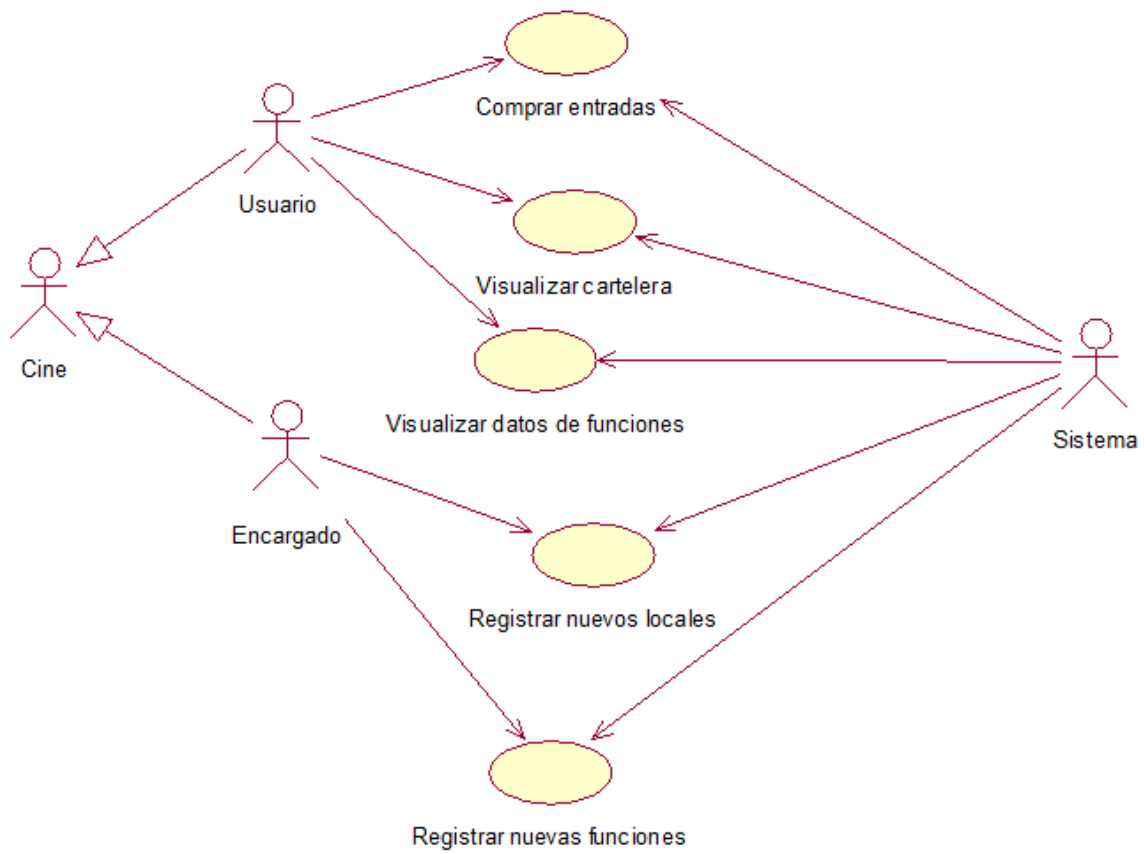 Comprar entradas
Usuario
Visualizar cartelera
Cine
Visualizar datos de funciones
Sistema
Encargado
Registrar nuevos locales
Registrar nuevas funciones